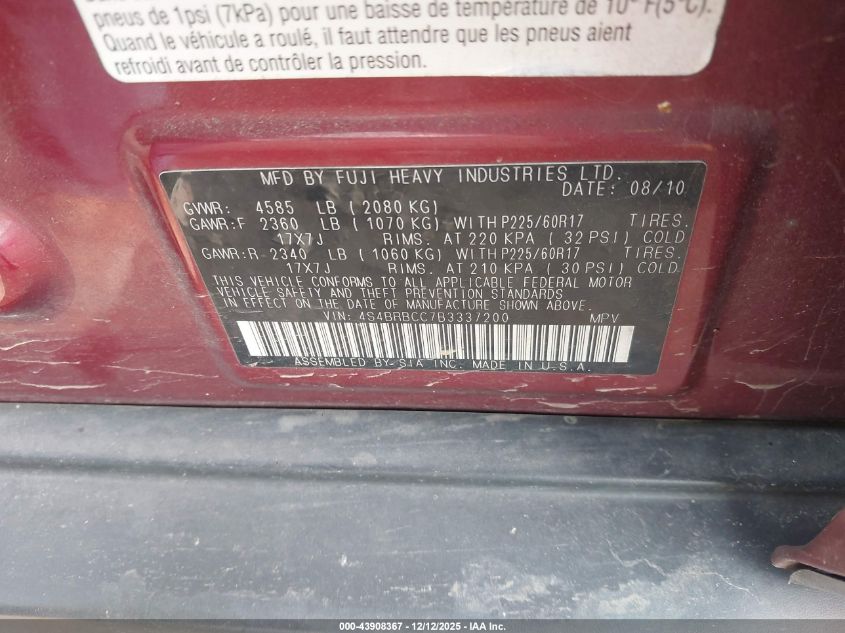 pneus de 1psi (7kPa) pour une baisse de température de 10° F(5°C).
Quand le véhicule a roulé, il faut attendre que les pneus aient
refroidi avant de contrôler la pression.
MFD BY FUJI HEAVY INDUSTRIES LTD.
DATE: 08/10
GVWR: 4585 LB ( 2080 KG)
GAWR:F 2360 LB ( 1070 KG) WITH P225/60R17 TIRES.
17X7J RIMS. AT 220 KPA ( 32 PSI) COLD
GAWR:R 2340 LB ( 1060 KG) WITH P225/60R17 TIRES.
17X7J RIMS. AT 210 KPA ( 30 PSI) COLD.
THIS VEHICLE CONFORMS TO ALL APPLICABLE FEDERAL MOTOR
VEHICLE SAFETY AND THEFT PREVENTION STANDARDS
IN EFFECT ON THE DATE OF MANUFACTURE SHOWN ABOVE.
VIN: 4S4BRBCC7B3337200 MPV
ASSEMBLED BY SIA INC. MADE IN U.S.A.
000-43908367 - 12/12/2025 - IAA Inc.